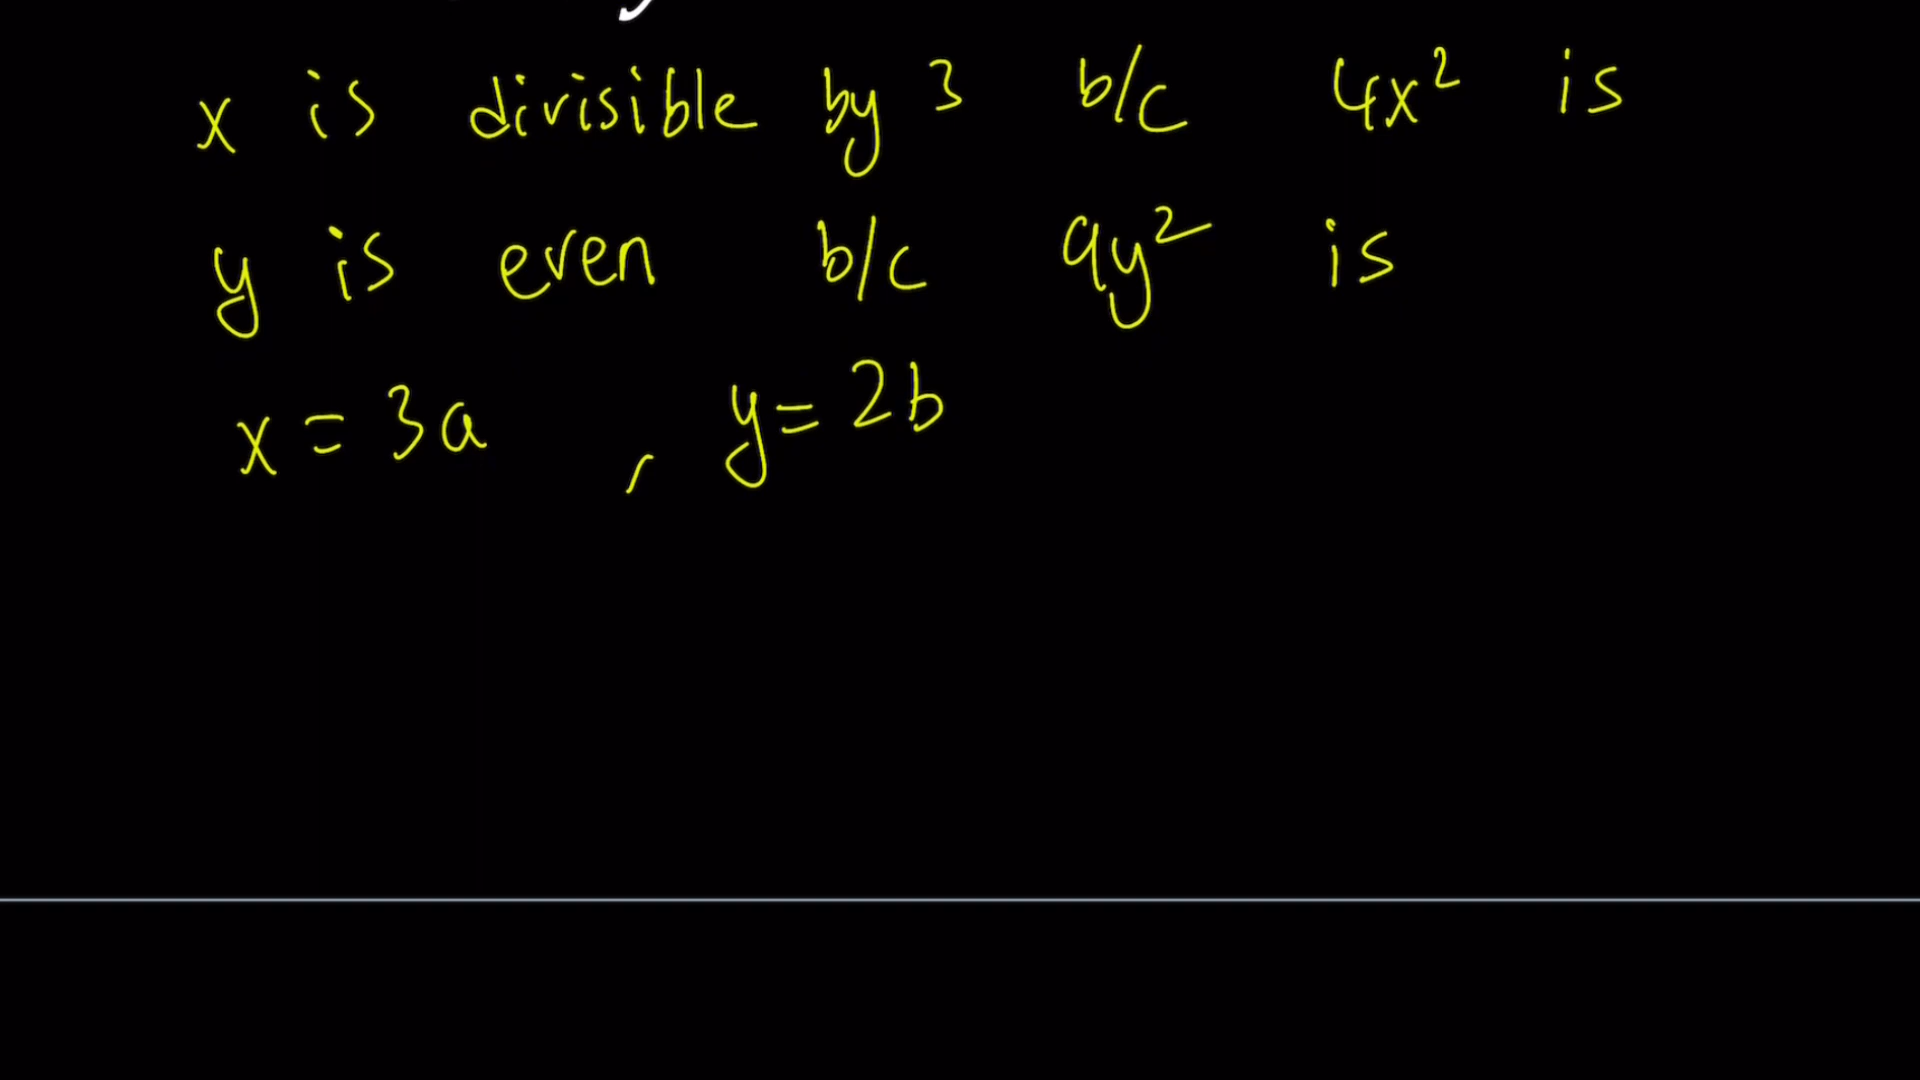 x is divisible by 3 b/c 4x² is
y is even b/c 9y² is
x = 3a , y = 2b